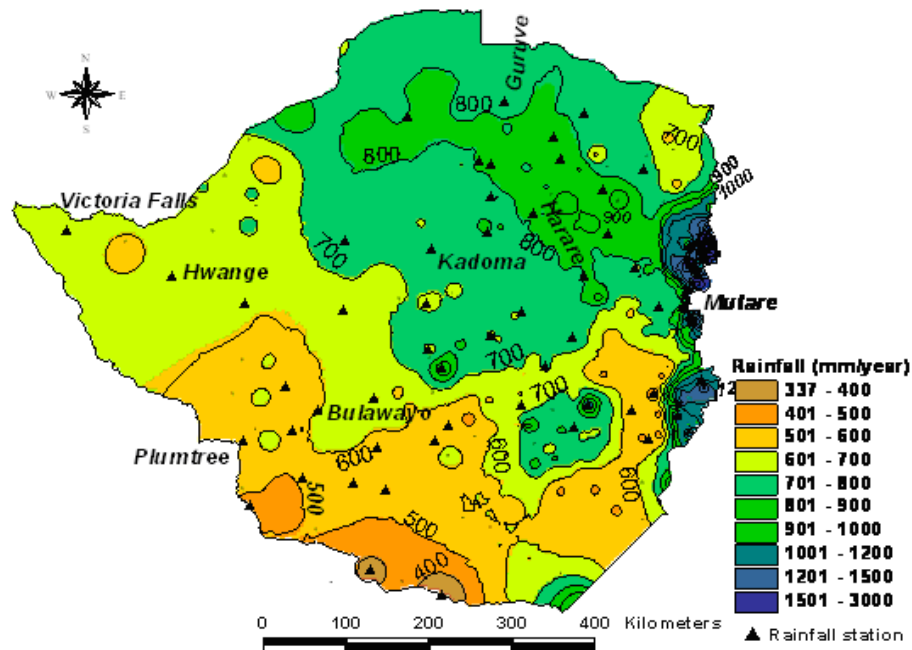 N
W E
S
Guruve
800
700
800
900
1000
Victoria Falls
900
Harare
700
800
Hwange
Kadoma
Mutare
700
Rainfall (mm/year)
337 - 400
401 - 500
501 - 600
601 - 700
701 - 800
801 - 900
901 - 1000
1001 - 1200
1201 - 1500
1501 - 3000
Rainfall station
700
Bulawayo
600
600
Plumtree
600
500
500
400
0 100 200 300 400 Kilometers